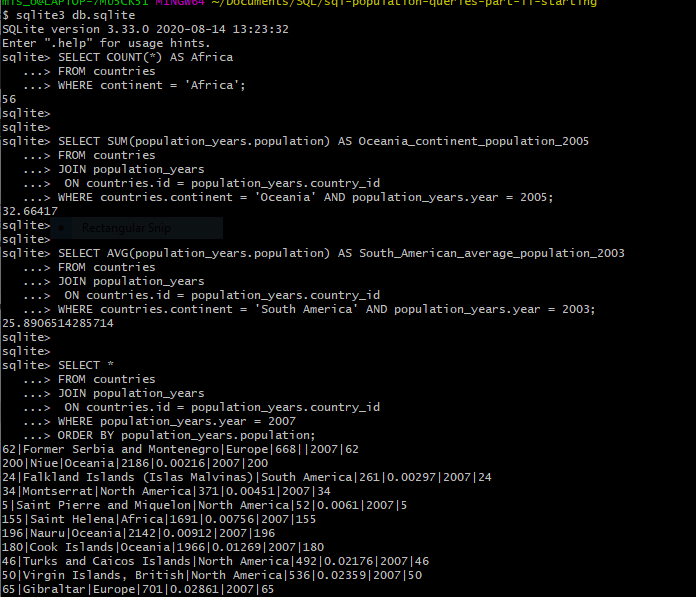 MINGW64 ~/Documents/SQL/sql-population-queries-part-ii-starting
$ sqlite3 db.sqlite
SQLite version 3.33.0 2020-08-14 13:23:32
Enter ".help" for usage hints.
sqlite> SELECT COUNT(*) AS Africa
...> FROM countries
...> WHERE continent = 'Africa';
56
sqlite>
sqlite>
sqlite> SELECT SUM(population_years.population) AS Oceania_continent_population_2005
...> FROM countries
...> JOIN population_years
...>  ON countries.id = population_years.country_id
...> WHERE countries.continent = 'Oceania' AND population_years.year = 2005;
32.66417
sqlite> Rectangular Snip
sqlite>
sqlite> SELECT AVG(population_years.population) AS South_American_average_population_2003
...> FROM countries
...> JOIN population_years
...>  ON countries.id = population_years.country_id
...> WHERE countries.continent = 'South America' AND population_years.year = 2003;
25.8906514285714
sqlite>
sqlite>
sqlite> SELECT *
...> FROM countries
...> JOIN population_years
...>  ON countries.id = population_years.country_id
...> WHERE population_years.year = 2007
...> ORDER BY population_years.population;
62|Former Serbia and Montenegro|Europe|668||2007|62
200|Niue|Oceania|2186|0.00216|2007|200
24|Falkland Islands (Islas Malvinas)|South America|261|0.00297|2007|24
34|Montserrat|North America|371|0.00451|2007|34
5|Saint Pierre and Miquelon|North America|52|0.0061|2007|5
155|Saint Helena|Africa|1691|0.00756|2007|155
196|Nauru|Oceania|2142|0.00912|2007|196
180|Cook Islands|Oceania|1966|0.01269|2007|180
46|Turks and Caicos Islands|North America|492|0.02176|2007|46
50|Virgin Islands, British|North America|536|0.02359|2007|50
65|Gibraltar|Europe|701|0.02861|2007|65